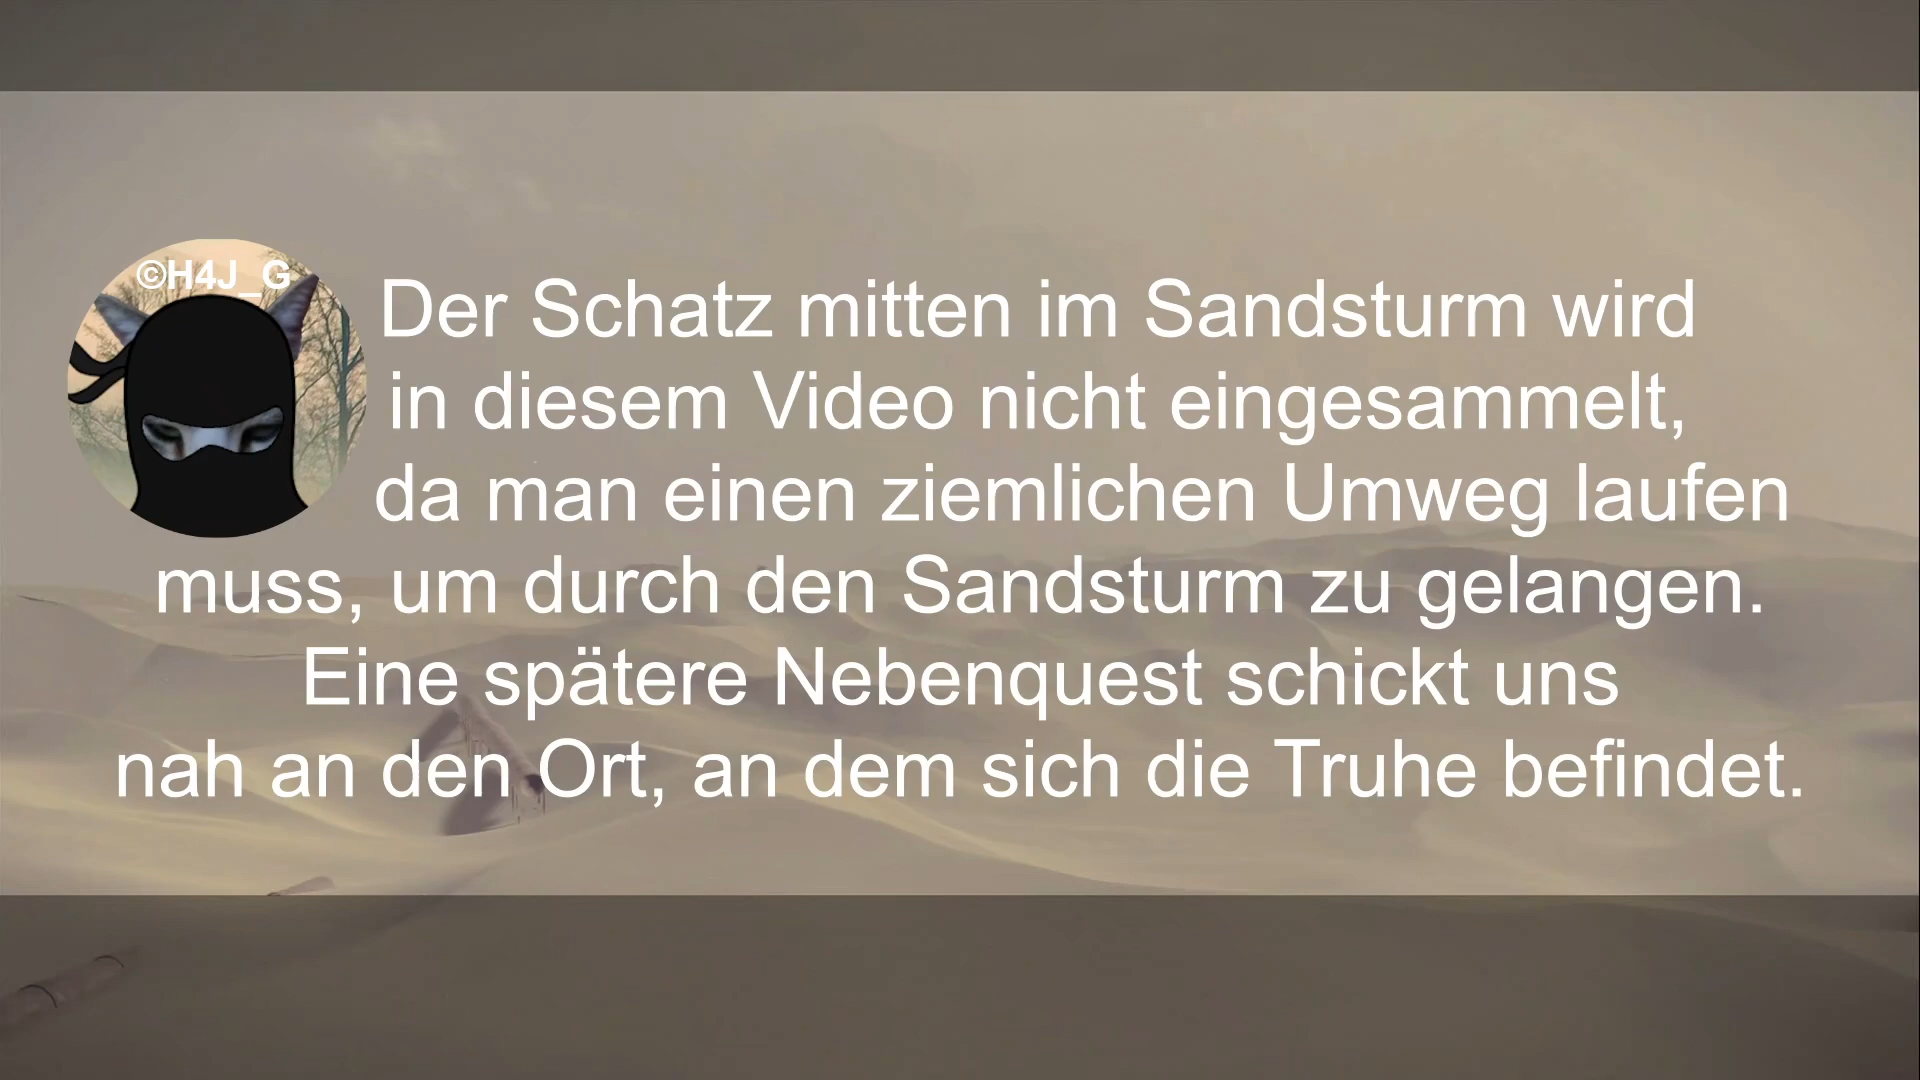 ©H4J_G
Der Schatz mitten im Sandsturm wird
in diesem Video nicht eingesammelt,
da man einen ziemlichen Umweg laufen
muss, um durch den Sandsturm zu gelangen.
Eine spätere Nebenquest schickt uns
nah an den Ort, an dem sich die Truhe befindet.